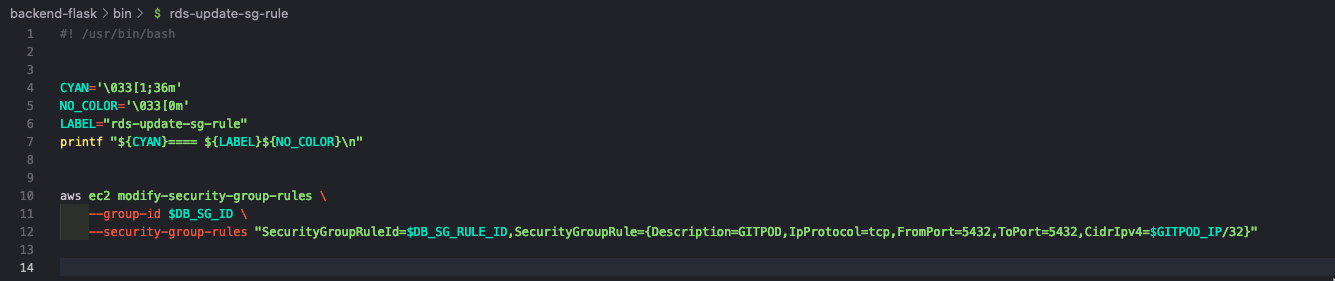 backend-flask > bin > $ rds-update-sg-rule
1 #! /usr/bin/bash
2
3
4 CYAN='\033[1;36m'
5 NO_COLOR='\033[0m'
6 LABEL="rds-update-sg-rule"
7 printf "${CYAN}==== ${LABEL}${NO_COLOR}\n"
8
9
10 aws ec2 modify-security-group-rules \
11     --group-id $DB_SG_ID \
12     --security-group-rules "SecurityGroupRuleId=$DB_SG_RULE_ID,SecurityGroupRule={Description=GITPOD,IpProtocol=tcp,FromPort=5432,ToPort=5432,CidrIpv4=$GITPOD_IP/32}"
13
14